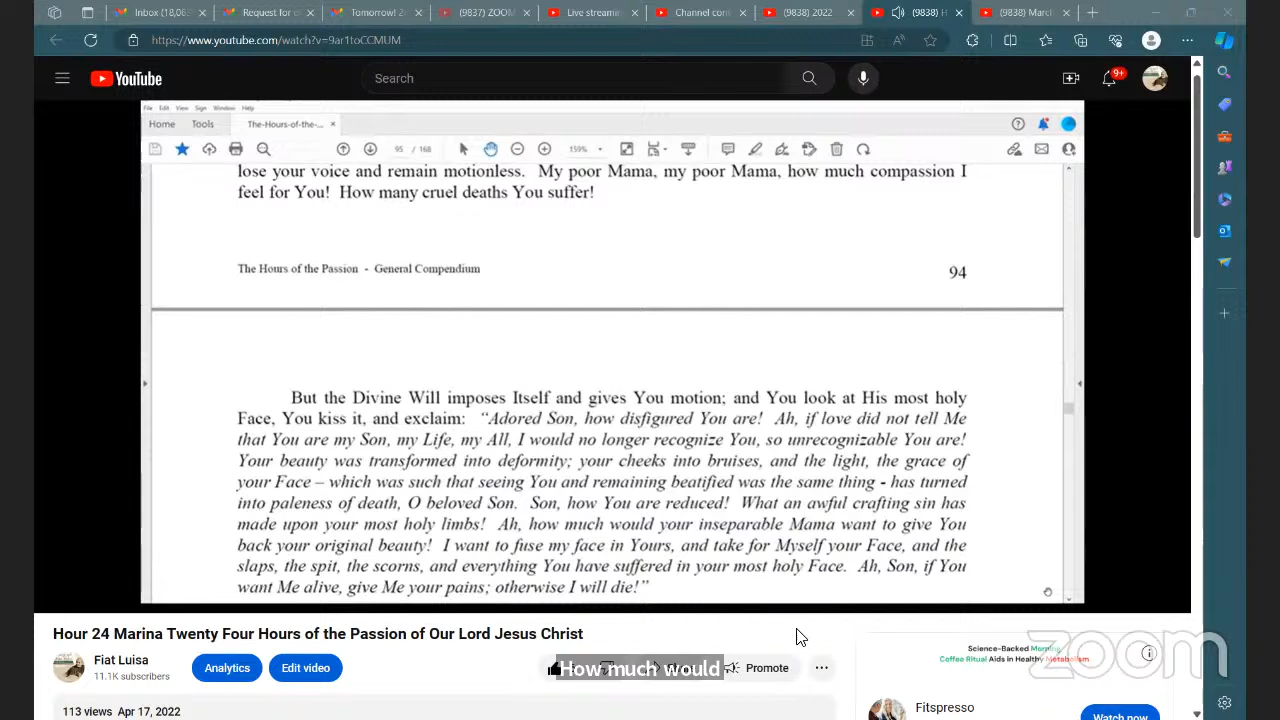 Inbox (18,06
Request for
Tomorrow! 2
(9837) ZOOM
Live streamin
Channel con
(9838) 2022
(9838) H
(9838) March
https://www.youtube.com/watch?v=9ar1toCCMUM
YouTube
Search
9+
File Edit View Sign Window Help
Home Tools The-Hours-of-the-...
95 / 168 159%
lose your voice and remain motionless. My poor Mama, my poor Mama, how much compassion I
feel for You! How many cruel deaths You suffer!
The Hours of the Passion - General Compendium 94
But the Divine Will imposes Itself and gives You motion; and You look at His most holy
Face, You kiss it, and exclaim: “Adored Son, how disfigured You are! Ah, if love did not tell Me
that You are my Son, my Life, my All, I would no longer recognize You, so unrecognizable You are!
Your beauty was transformed into deformity; your cheeks into bruises, and the light, the grace of
your Face – which was such that seeing You and remaining beatified was the same thing - has turned
into paleness of death, O beloved Son. Son, how You are reduced! What an awful crafting sin has
made upon your most holy limbs! Ah, how much would your inseparable Mama want to give You
back your original beauty! I want to fuse my face in Yours, and take for Myself your Face, and the
slaps, the spit, the scorns, and everything You have suffered in your most holy Face. Ah, Son, if You
want Me alive, give Me your pains; otherwise I will die!”
Hour 24 Marina Twenty Four Hours of the Passion of Our Lord Jesus Christ
Fiat Luisa
11.1K subscribers
Analytics
Edit video
How much would
Promote
113 views Apr 17, 2022
Science-Backed Morning
Coffee Ritual Aids in Healthy Metabolism
zoom
Fitspresso
Watch now